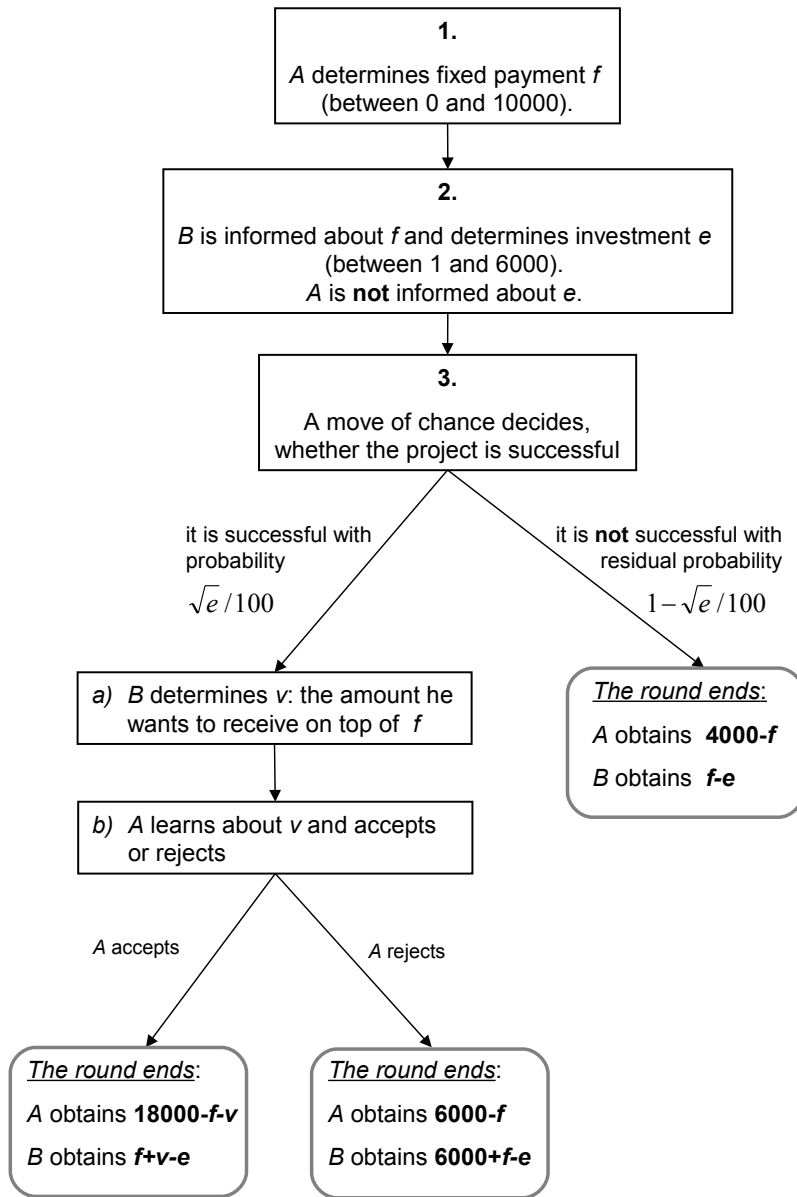 1.
A determines fixed payment f
(between 0 and 10000).
2.
B is informed about f and determines investment e
(between 1 and 6000).
A is not informed about e.
3.
A move of chance decides,
whether the project is successful
it is successful with
probability
√e /100
it is not successful with
residual probability
1−√e /100
a) B determines v: the amount he
wants to receive on top of f
b) A learns about v and accepts
or rejects
The round ends:
A obtains 4000-f
B obtains f-e
A accepts
A rejects
The round ends:
A obtains 18000-f-v
B obtains f+v-e
The round ends:
A obtains 6000-f
B obtains 6000+f-e